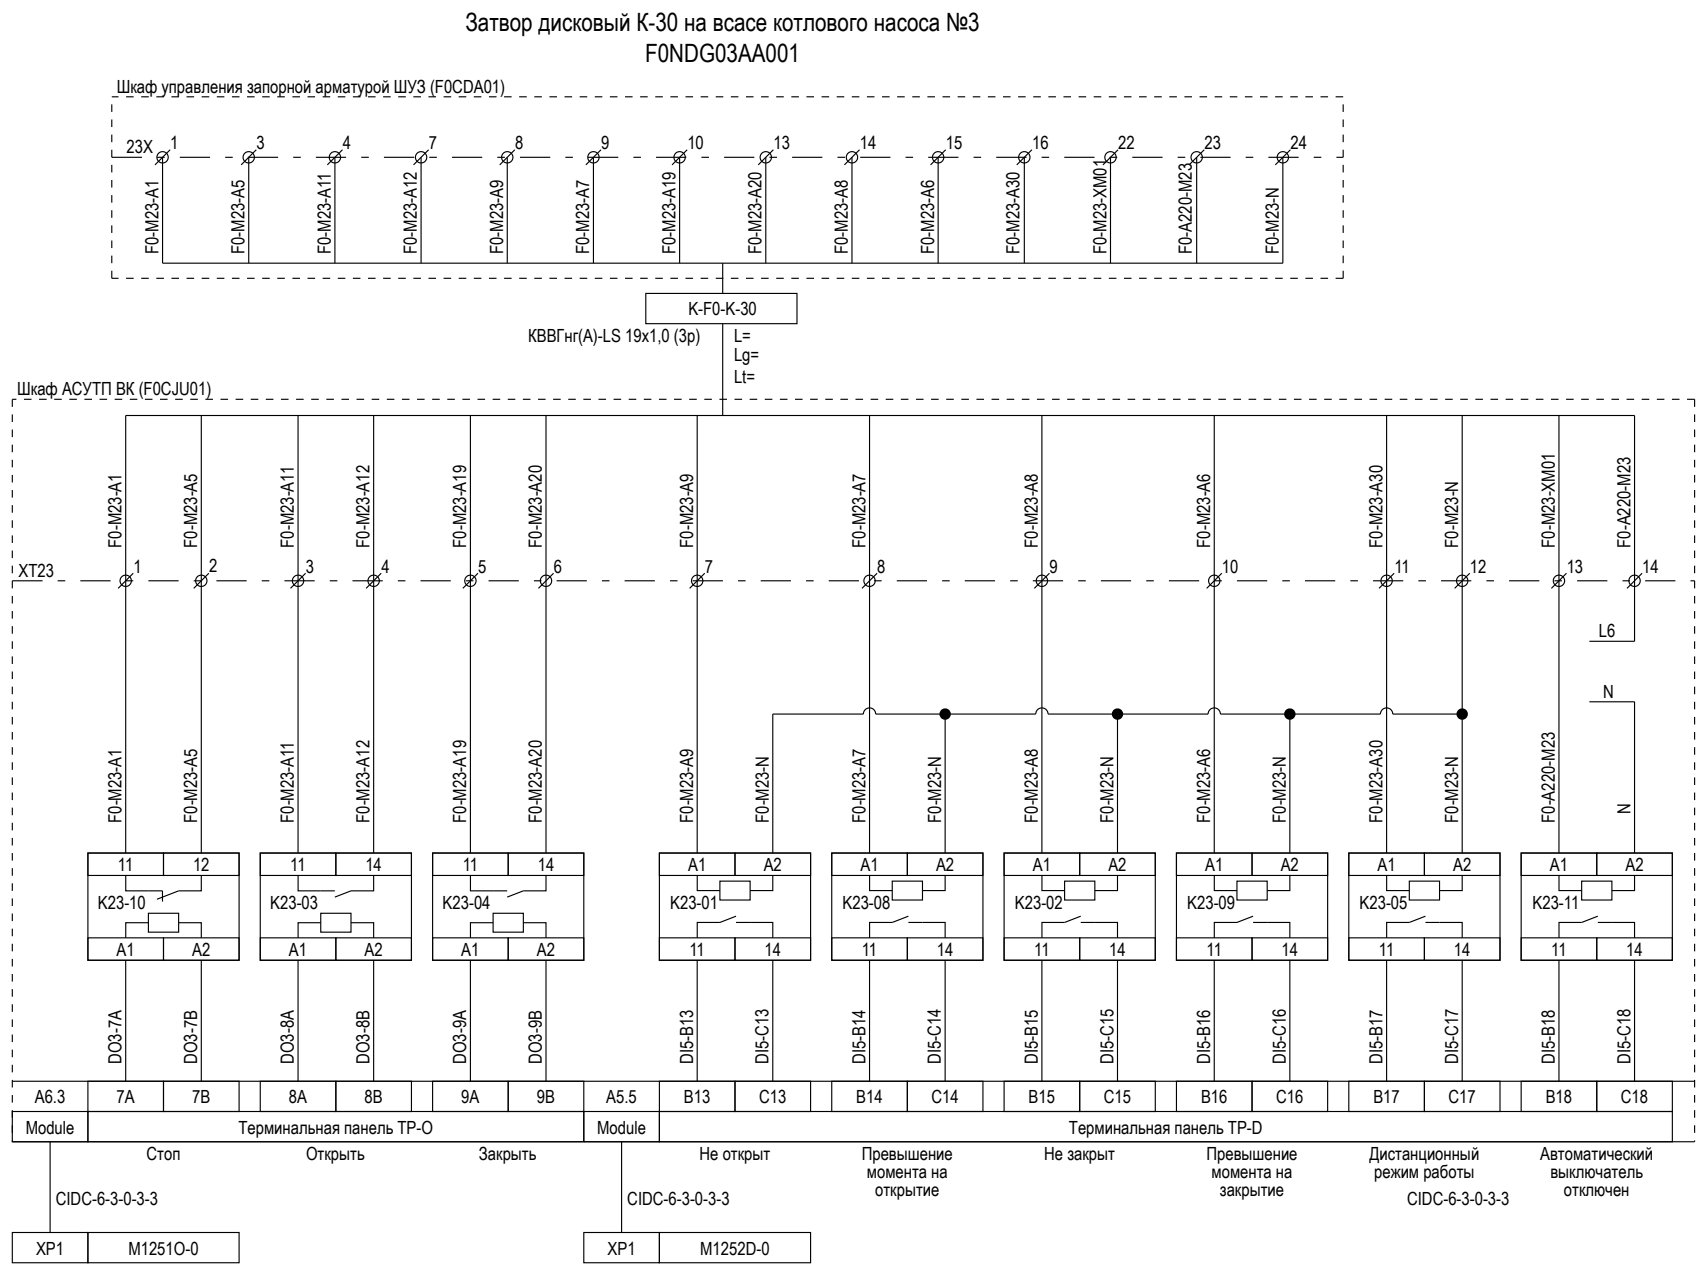 Затвор дисковый К-30 на всасе котлового насоса №3
F0NDG03AA001
Шкаф управления запорной арматурой ШУЗ (F0CDA01)
23X 1 3 4 7 8 9 10 13 14 15 16 22 23 24
F0-M23-A1 F0-M23-A5 F0-M23-A11 F0-M23-A12 F0-M23-A9 F0-M23-A7 F0-M23-A19 F0-M23-A20 F0-M23-A8 F0-M23-A6 F0-M23-A30 F0-M23-XM01 F0-A220-M23 F0-M23-N
K-F0-K-30
КВВГнг(А)-LS 19x1,0 (3р) L=
Lg=
Lt=
Шкаф АСУТП ВК (F0CJU01)
F0-M23-A1 F0-M23-A5 F0-M23-A11 F0-M23-A12 F0-M23-A19 F0-M23-A20 F0-M23-A9 F0-M23-A7 F0-M23-A8 F0-M23-A6 F0-M23-A30 F0-M23-N F0-M23-XM01 F0-A220-M23
XT23 1 2 3 4 5 6 7 8 9 10 11 12 13 14
L6
N
F0-M23-A1 F0-M23-A5 F0-M23-A11 F0-M23-A12 F0-M23-A19 F0-M23-A20 F0-M23-A9 F0-M23-N F0-M23-A7 F0-M23-N F0-M23-A8 F0-M23-N F0-M23-A6 F0-M23-N F0-M23-A30 F0-M23-N F0-A220-M23 N
11 12 11 14 11 14 A1 A2 A1 A2 A1 A2 A1 A2 A1 A2 A1 A2
K23-10 K23-03 K23-04 K23-01 K23-08 K23-02 K23-09 K23-05 K23-11
A1 A2 A1 A2 A1 A2 11 14 11 14 11 14 11 14 11 14 11 14
DO3-7A DO3-7B DO3-8A DO3-8B DO3-9A DO3-9B DI5-B13 DI5-C13 DI5-B14 DI5-C14 DI5-B15 DI5-C15 DI5-B16 DI5-C16 DI5-B17 DI5-C17 DI5-B18 DI5-C18
A6.3 7A 7B 8A 8B 9A 9B A5.5 B13 C13 B14 C14 B15 C15 B16 C16 B17 C17 B18 C18
Module Терминальная панель TP-O Module Терминальная панель TP-D
Стоп Открыть Закрыть Не открыт Превышение Не закрыт Превышение Дистанционный Автоматический
момента на момента на режим работы выключатель
открытие закрытие отключен
CIDC-6-3-0-3-3 CIDC-6-3-0-3-3 CIDC-6-3-0-3-3
XP1 M1251O-0 XP1 M1252D-0